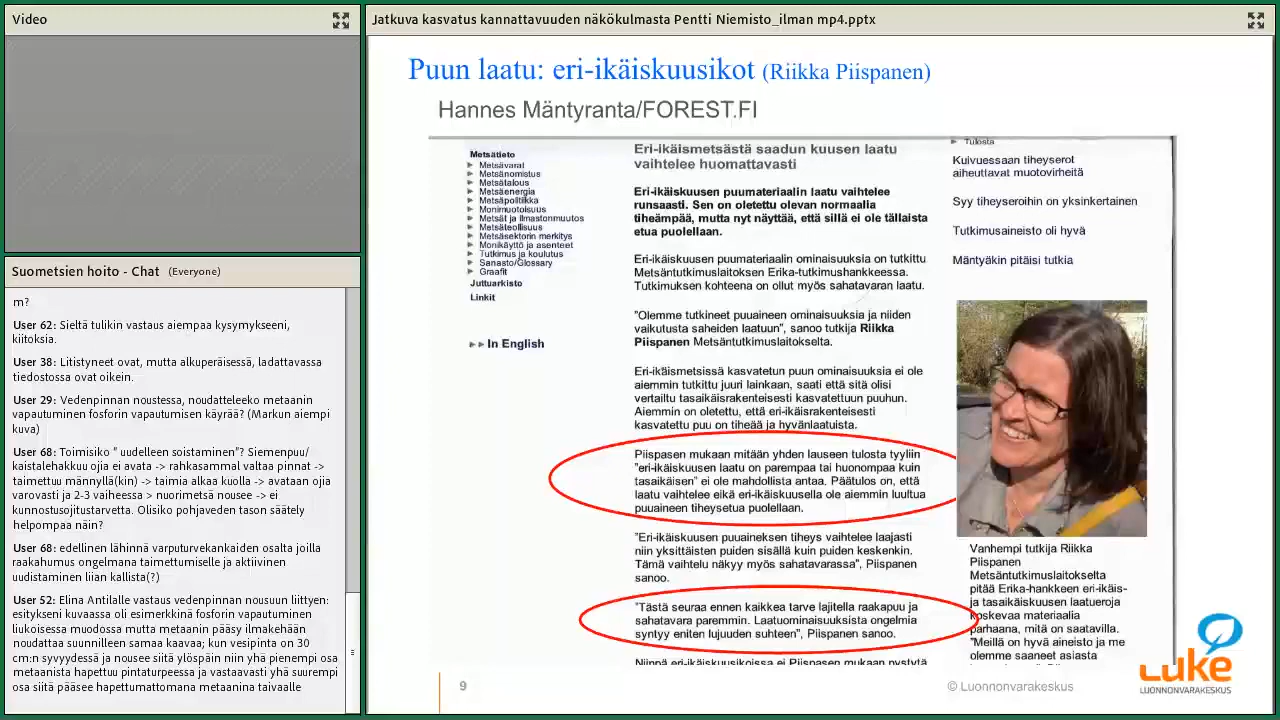 Video
Suometsien hoito - Chat (Everyone)
m?
User 62: Sieltä tulikin vastaus aiempaa kysymykseeni,
kiitoksia.
User 38: Litistyneet ovat, mutta alkuperäisessä, ladattavassa
tiedostossa ovat oikein.
User 29: Vedenpinnan noustessa, noudatteleeko metaanin
vapautuminen fosforin vapautumisen käyrää? (Markun aiempi
kuva)
User 68: Toimisiko " uudelleen soistaminen"? Siemenpuu/
kaistalehakkuu ojia ei avata -> rahkasammal valtaa pinnat ->
taimettuu männyllä(kin) -> taimia alkaa kuolla -> avataan ojia
varovasti ja 2-3 vaiheessa > nuorimetsä nousee -> ei
kunnostusojitustarvetta. Olisiko pohjaveden tason säätely
helpompaa näin?
User 68: edellinen lähinnä varputurvekankaiden osalta joilla
raakahumus ongelmana taimettumiselle ja aktiivinen
uudistaminen liian kallista(?)
User 52: Elina Antilalle vastaus vedenpinnan nousuun liittyen:
esitykseni kuvaassa oli esimerkkinä fosforin vapautuminen
liukoisessa muodossa mutta metaanin pääsy ilmakehään
noudattaa suunnilleen samaa kaavaa; kun vesipinta on 30
cm:n syvyydessä ja nousee siitä ylöspäin niin yhä pienempi osa
metaanista hapettuu pintaturpeessa ja vastaavasti yhä suurempi
osa siitä pääsee hapettumattomana metaanina taivaalle
Jatkuva kasvatus kannattavuuden näkökulmasta Pentti Niemisto_ilman mp4.pptx
Puun laatu: eri-ikäiskuusikot (Riikka Piispanen)
Hannes Mäntyranta/FOREST.FI
Metsätieto
Metsävarat
Metsänomistus
Metsätalous
Metsäenergia
Metsäpolitiikka
Monimuotoisuus
Metsät ja ilmastonmuutos
Metsäteollisuus
Metsäsektorin merkitys
Monikäyttö ja asenteet
Tutkimus ja koulutus
Sanasto/Glossary
Graafit
Juttuarkisto
Linkit
In English
Eri-ikäismetsästä saadun kuusen laatu
vaihtelee huomattavasti
Eri-ikäiskuusen puumateriaalin laatu vaihtelee
runsaasti. Sen on oletettu olevan normaalia
tiheämpää, mutta nyt näyttää, että sillä ei ole tällaista
etua puolellaan.
Eri-ikäiskuusen puumateriaalin ominaisuuksia on tutkittu
Metsäntutkimuslaitoksen Erika-tutkimushankkeessa.
Tutkimuksen kohteena on ollut myös sahatavaran laatu.
"Olemme tutkineet puuaineen ominaisuuksia ja niiden
vaikutusta saheiden laatuun", sanoo tutkija Riikka
Piispanen Metsäntutkimuslaitokselta.
Eri-ikäismetsissä kasvatetun puun ominaisuuksia ei ole
aiemmin tutkittu juuri lainkaan, saati että sitä olisi
vertailtu tasaikäisrakenteisesti kasvatettuun puuhun.
Aiemmin on oletettu, että eri-ikäisrakenteisesti
kasvatettu puu on tiheää ja hyvänlaatuista.
Piispasen mukaan mitään yhden lauseen tulosta tyyliin
"eri-ikäiskuusen laatu on parempaa tai huonompaa kuin
tasaikäisen" ei ole mahdollista antaa. Päätulos on, että
laatu vaihtelee eikä eri-ikäiskuusella ole aiemmin luultua
puuaineen tiheysetua puolellaan.
"Eri-ikäiskuusen puuaineksen tiheys vaihtelee laajasti
niin yksittäisten puiden sisällä kuin puiden keskenkin.
Tämä vaihtelu näkyy myös sahatavarassa", Piispanen
sanoo.
"Tästä seuraa ennen kaikkea tarve lajitella raakapuu ja
sahatavara paremmin. Laatuominaisuuksista ongelmia
syntyy eniten lujuuden suhteen", Piispanen sanoo.
Niinpä eri-ikäiskuusikoissa ei Piispasen mukaan pystytä
Tulosta
Kuivuessaan tiheyserot
aiheuttavat muotovirheitä
Syy tiheyseroihin on yksinkertainen
Tutkimusaineisto oli hyvä
Mäntyäkin pitäisi tutkia
Vanhempi tutkija Riikka
Piispanen
Metsäntutkimuslaitokselta
pitää Erika-hankkeen eri-ikäis-
ja tasaikäiskuusen laatueroja
koskevaa materiaalia
parhaana, mitä on saatavilla.
"Meillä on hyvä aineisto ja me
olemme saaneet asiasta
9
© Luonnonvarakeskus
Luke
LUONNONVARAKESKUS